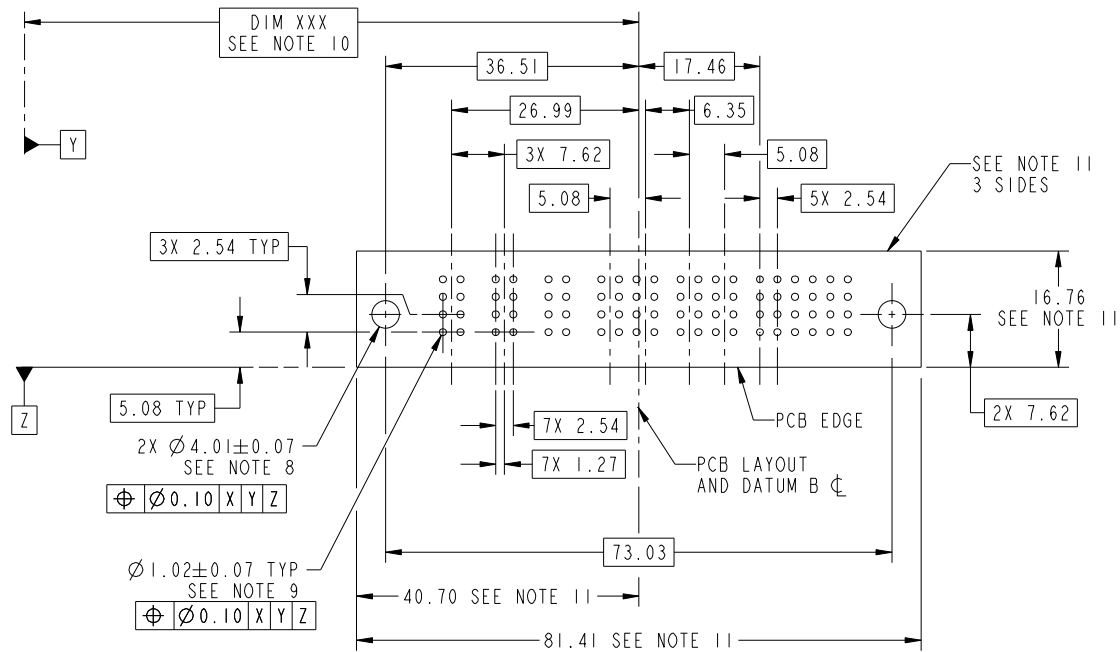 DIM XXX
SEE NOTE 10
36.51
17.46
26.99
6.35
Y
3X 7.62
5.08
SEE NOTE 11
3 SIDES
5.08
5X 2.54
3X 2.54 TYP
16.76
SEE NOTE 11
Z
5.08 TYP
2X 7.62
PCB EDGE
7X 2.54
2X Ø4.01±0.07
SEE NOTE 8
7X 1.27
PCB LAYOUT
AND DATUM B ℄
⌖ Ø0.10 X Y Z
73.03
Ø1.02±0.07 TYP
SEE NOTE 9
40.70 SEE NOTE 11
⌖ Ø0.10 X Y Z
81.41 SEE NOTE 11